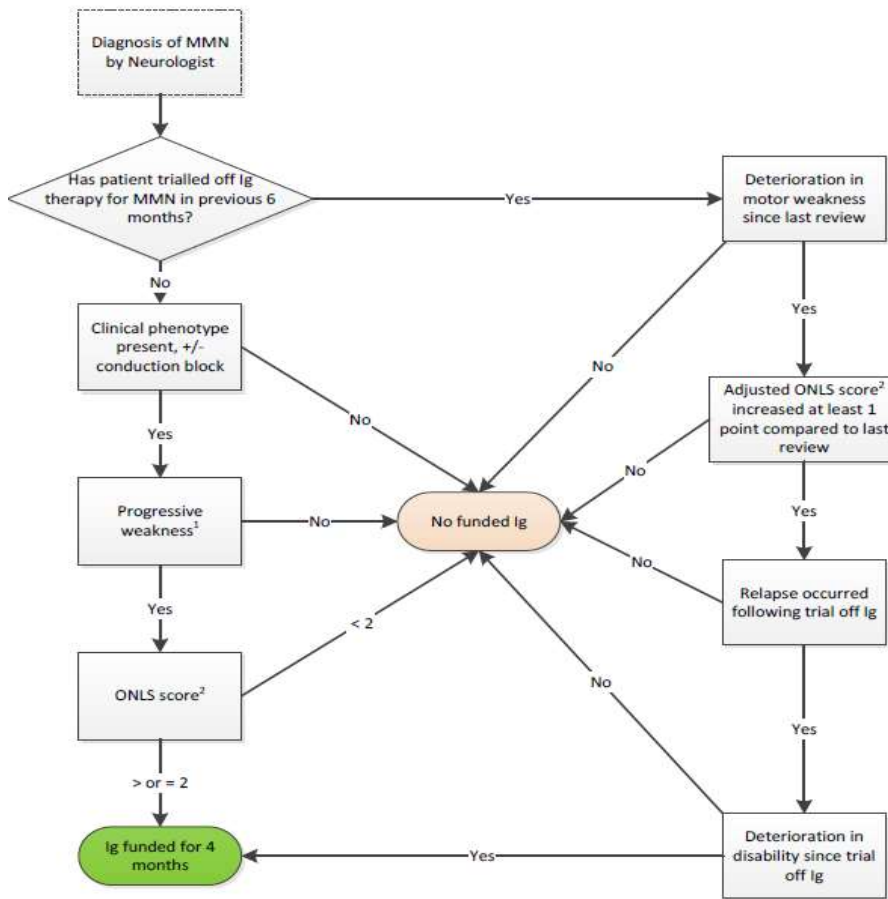 Diagnosis of MMN
by Neurologist
Has patient trialled off Ig
therapy for MMN in previous 6
months?
Yes
Deterioration in
motor weakness
since last review
No
Yes
Clinical phenotype
present, +/-
conduction block
No
No
Adjusted ONLS score²
increased at least 1
point compared to last
review
Yes
No
Yes
Progressive
weakness¹
No
No funded Ig
No
Relapse occurred
following trial off Ig
Yes
< 2
ONLS score²
No
Yes
> or = 2
Ig funded for 4
months
Yes
Deterioration in
disability since trial
off Ig